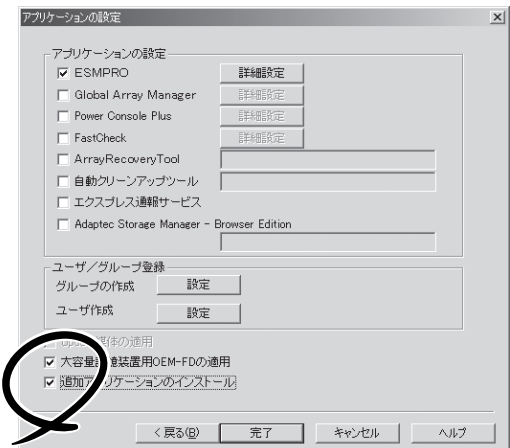 アプリケーションの設定
アプリケーションの設定
ESMPRO 詳細設定
Global Array Manager 詳細設定
Power Console Plus 詳細設定
FastCheck 詳細設定
ArrayRecoveryTool
自動クリーンアップツール
エクスプレス通報サービス
Adaptec Storage Manager - Browser Edition
ユーザ/グループ登録
グループの作成 設定
ユーザ作成 設定
の適用
大容量記憶装置用OEM-FDの適用
追加アプリケーションのインストール
< 戻る(B) 完了 キャンセル ヘルプ